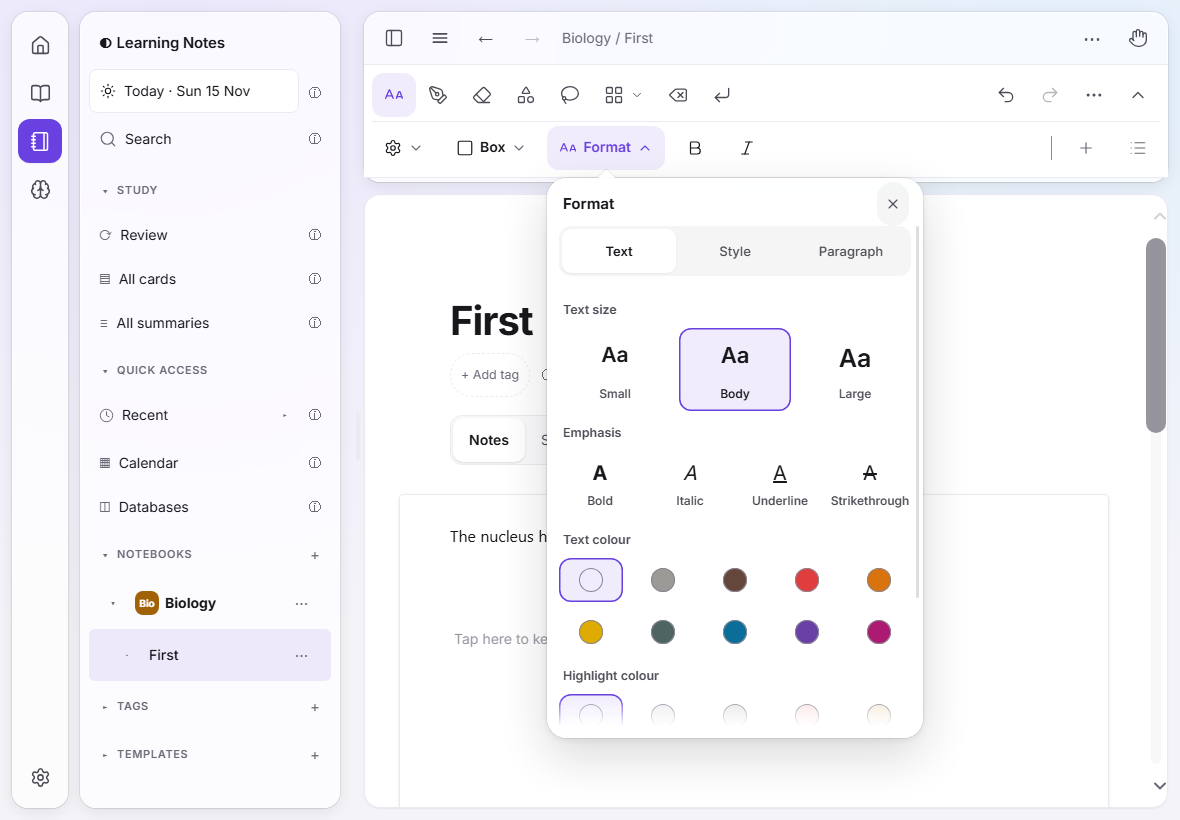 Learning Notes
Today · Sun 15 Nov
Search
STUDY
Review
All cards
All summaries
QUICK ACCESS
Recent
Calendar
Databases
NOTEBOOKS
Bio Biology
First
TAGS
TEMPLATES
Biology / First
AA
Box
AA Format
B I
First
+ Add tag
Notes
The nucleus h
Tap here to ke
Format
Text Style Paragraph
Text size
Aa Aa Aa
Small Body Large
Emphasis
A A A A
Bold Italic Underline Strikethrough
Text colour
Highlight colour